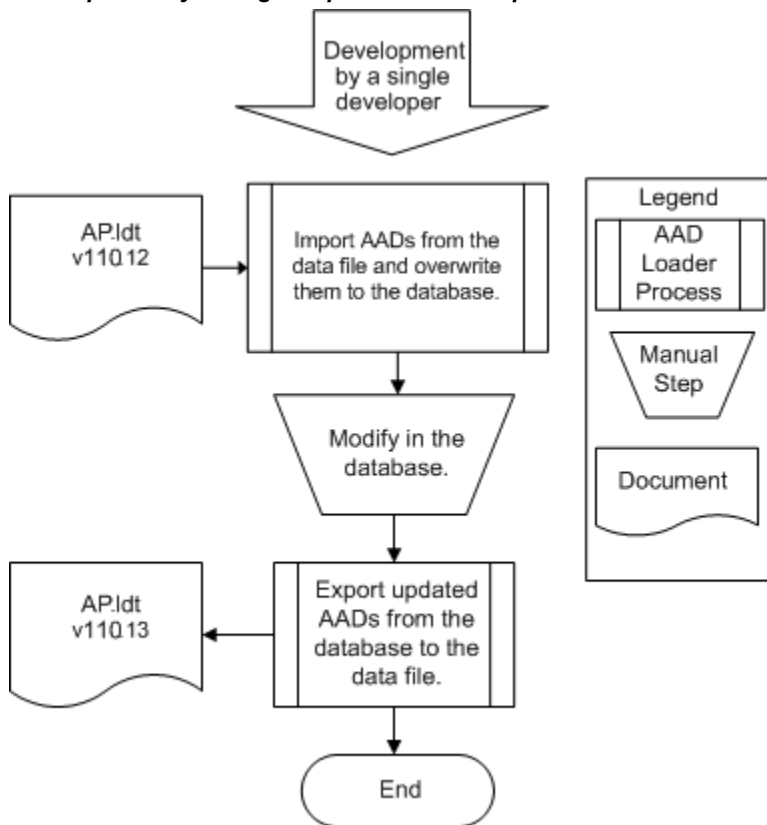 Development
by a single
developer
AP.ldt
v110.12
Import AADs from the
data file and overwrite
them to the database.
Legend
AAD
Loader
Process
Manual
Step
Document
Modify in the
database.
AP.ldt
v110.13
Export updated
AADs from the
database to the
data file.
End